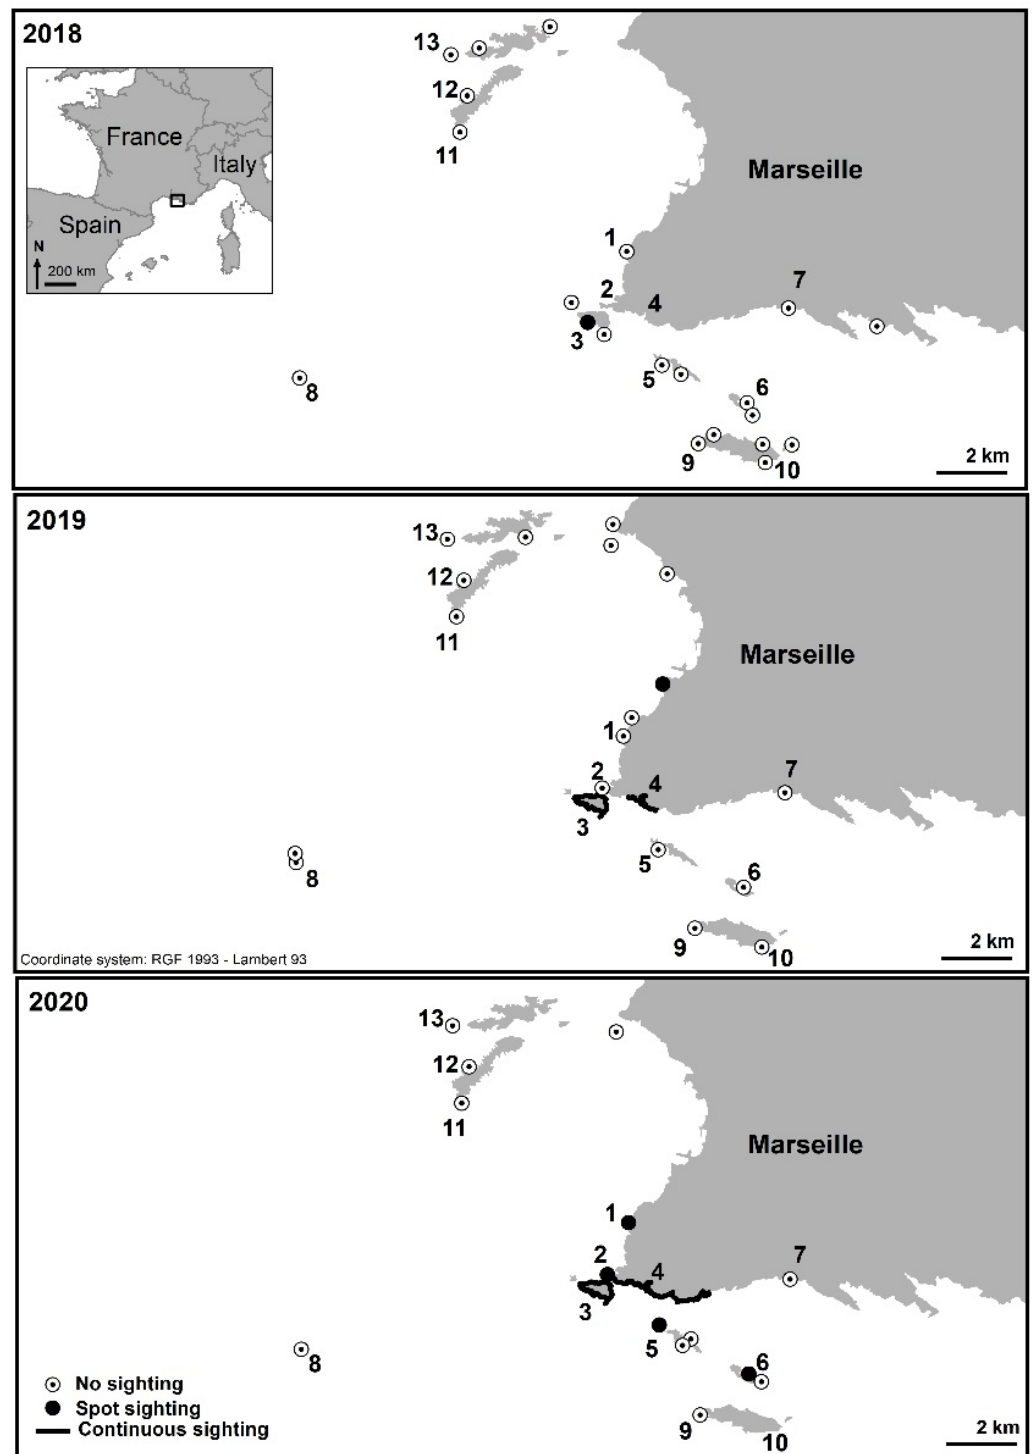 2018
13
12
11
France
Italy
Spain
N
200 km
Marseille
1
2
4
7
3
5
8
6
9
10
2 km
2019
13
12
11
Marseille
1
2
4
7
3
5
6
8
9
10
2 km
Coordinate system: RGF 1993 - Lambert 93
2020
13
12
11
Marseille
1
2
4
7
3
5
8
6
No sighting
Spot sighting
Continuous sighting
9
10
2 km